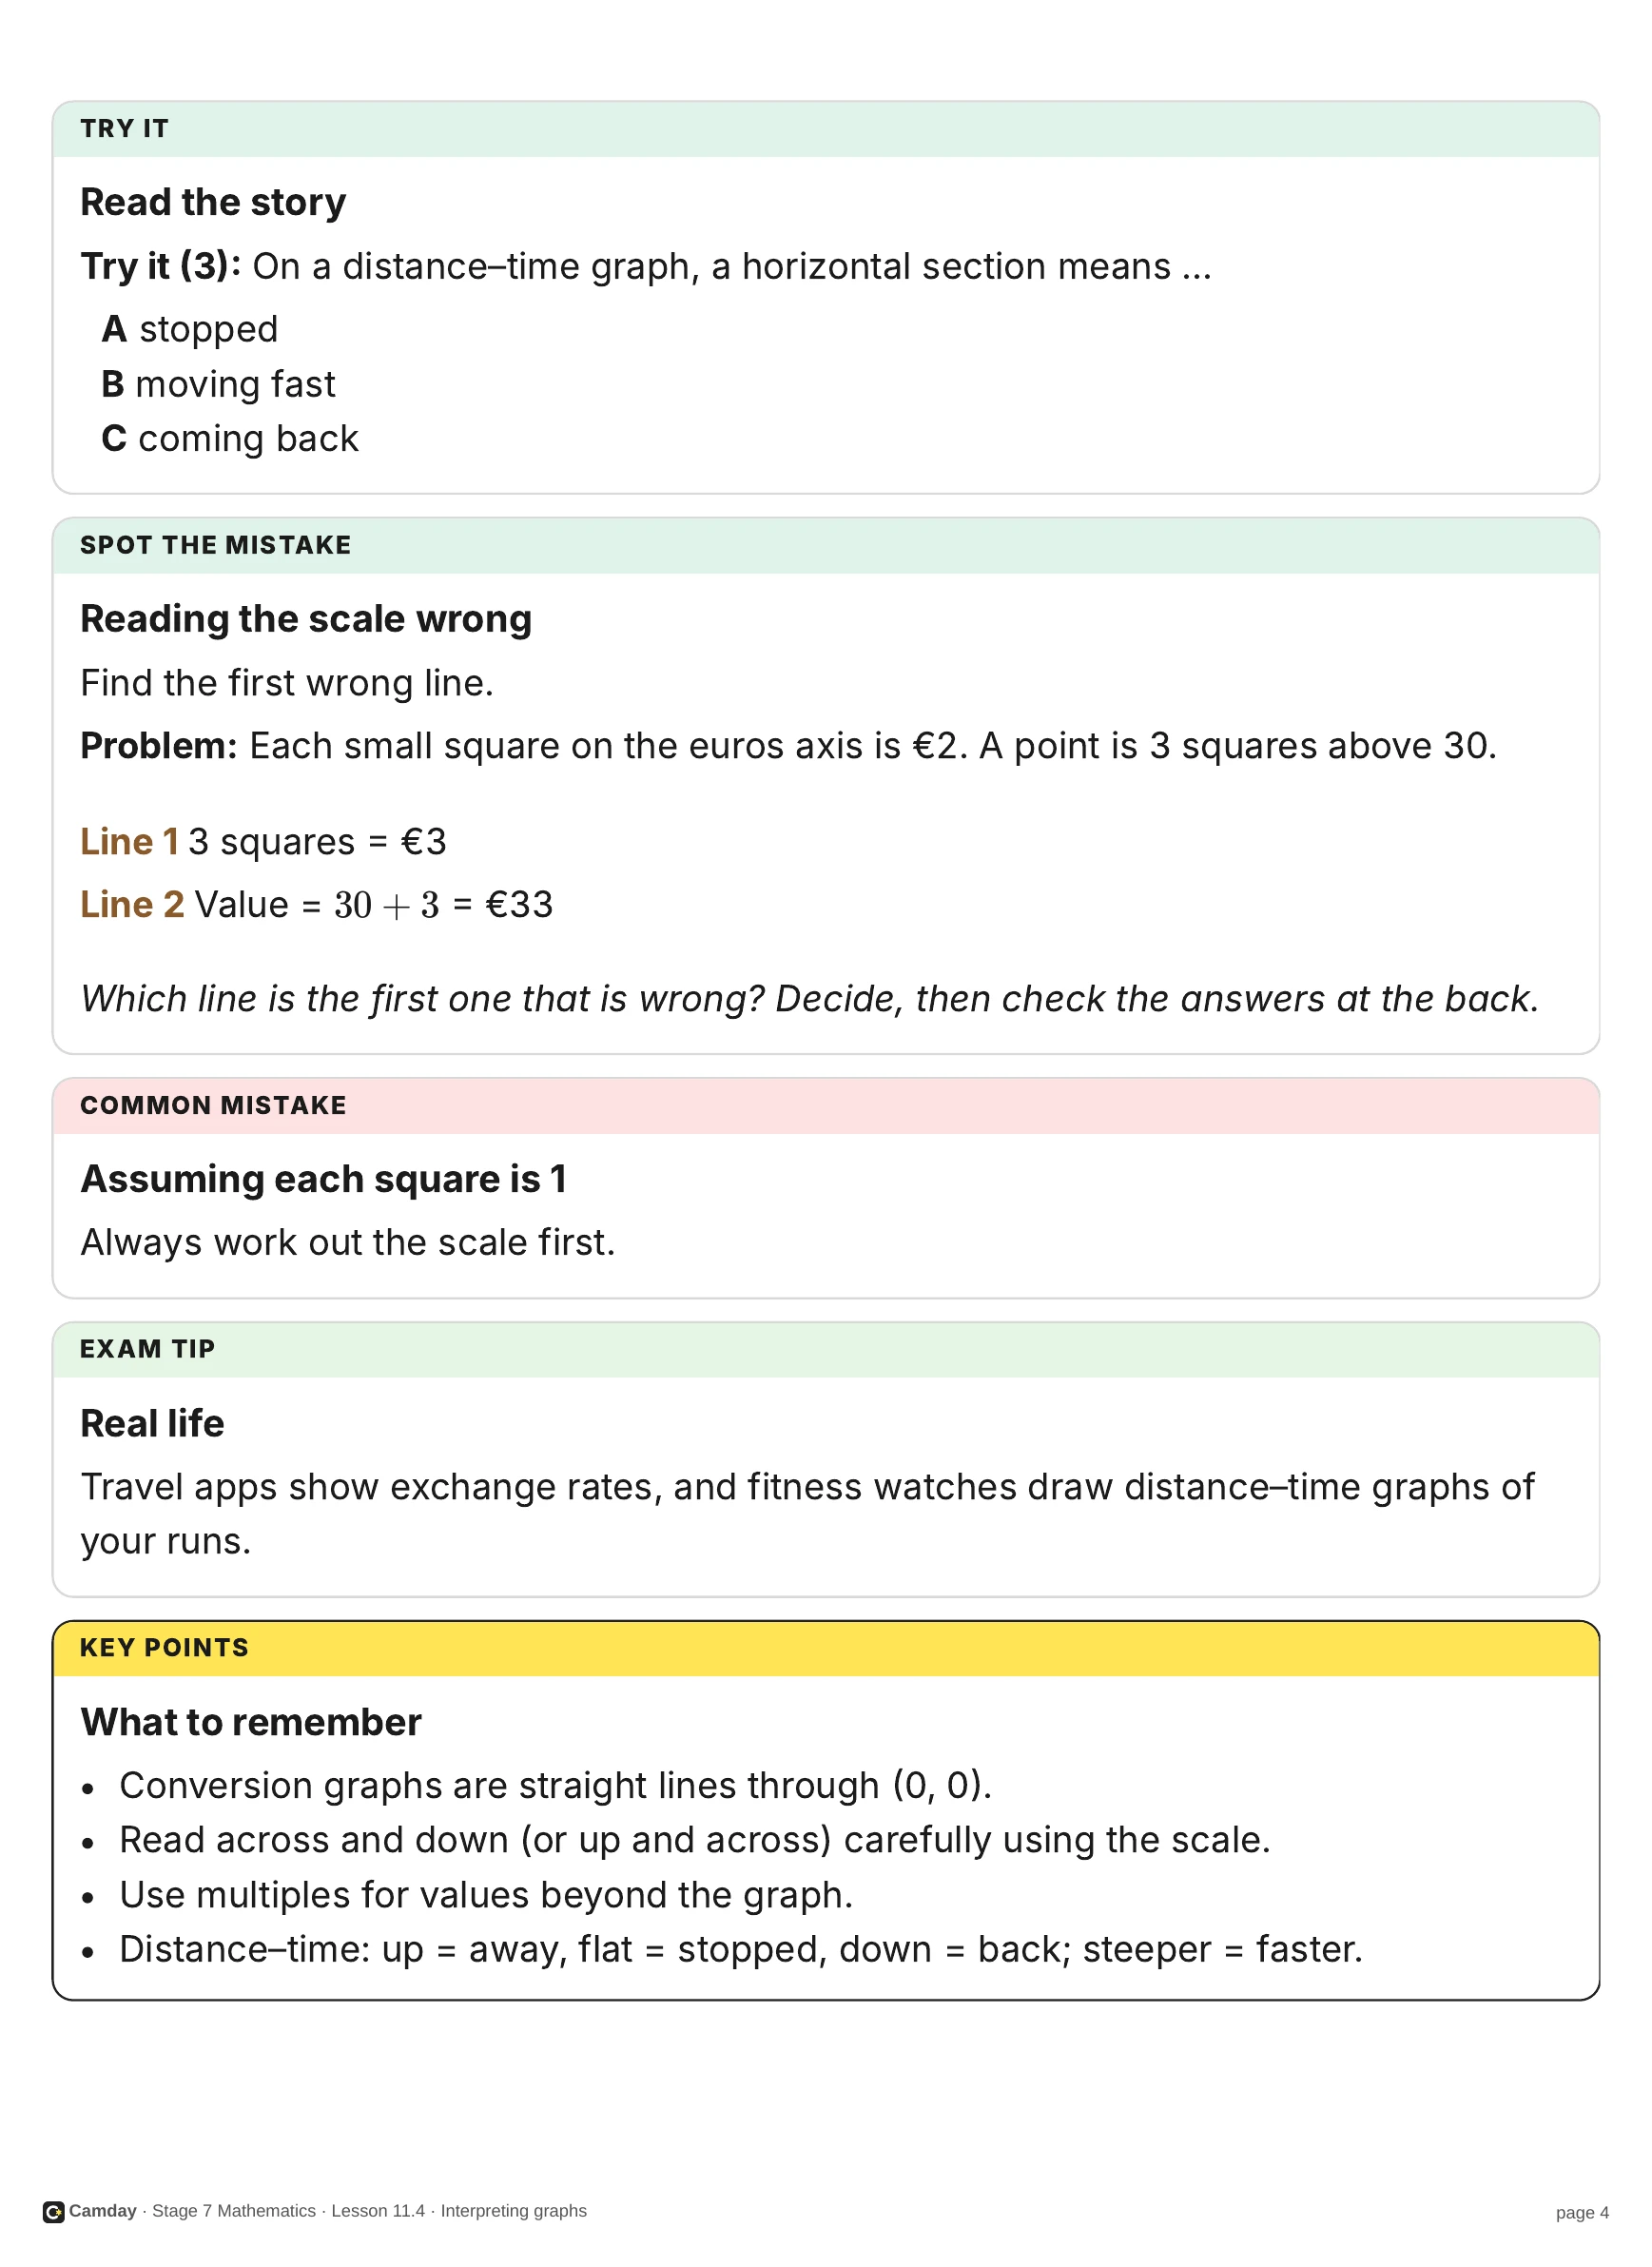 TRY IT
Read the story
Try it (3): On a distance–time graph, a horizontal section means ...
A stopped
B moving fast
C coming back
SPOT THE MISTAKE
Reading the scale wrong
Find the first wrong line.
Problem: Each small square on the euros axis is €2. A point is 3 squares above 30.
Line 1 3 squares = €3
Line 2 Value = 30 + 3 = €33
Which line is the first one that is wrong? Decide, then check the answers at the back.
COMMON MISTAKE
Assuming each square is 1
Always work out the scale first.
EXAM TIP
Real life
Travel apps show exchange rates, and fitness watches draw distance–time graphs of
your runs.
KEY POINTS
What to remember
• Conversion graphs are straight lines through (0, 0).
• Read across and down (or up and across) carefully using the scale.
• Use multiples for values beyond the graph.
• Distance–time: up = away, flat = stopped, down = back; steeper = faster.
Camday · Stage 7 Mathematics · Lesson 11.4 · Interpreting graphs
page 4